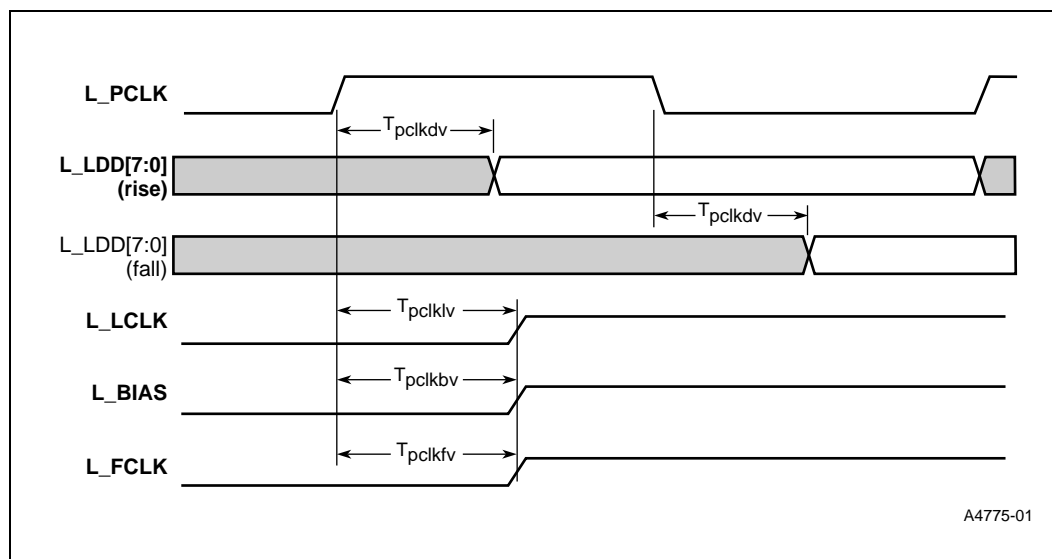 L_PCLK
Tpclkdv
L_LDD[7:0]
(rise)
Tpclkdv
L_LDD[7:0]
(fall)
Tpclklv
L_LCLK
Tpclkbv
L_BIAS
Tpclkfv
L_FCLK
A4775-01